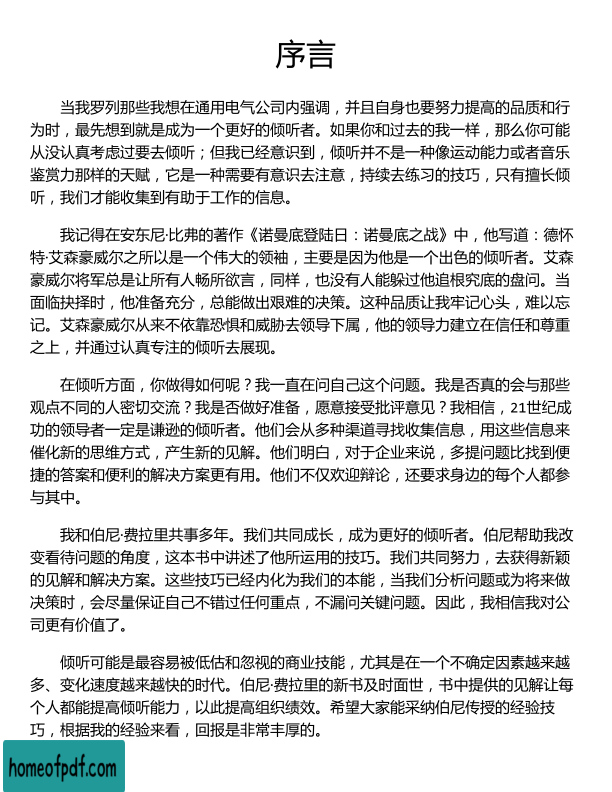 序言
当我罗列那些我想在通用电气公司内强调，并且自身也要努力提高的品质和行
为时，最先想到就是成为一个更好的倾听者。如果你和过去的我一样，那么你可能
从没认真考虑过要去倾听；但我已经意识到，倾听并不是一种像运动能力或者音乐
鉴赏力那样的天赋，它是一种需要有意识去注意，持续去练习的技巧，只有擅长倾
听，我们才能收集到有助于工作的信息。
我记得在安东尼·比弗的著作《诺曼底登陆日：诺曼底之战》中，他写道：德怀
特·艾森豪威尔之所以是一个伟大的领袖，主要是因为他是一个出色的倾听者。艾森
豪威尔将军总是让所有人畅所欲言，同样，也没有人能躲过他追根究底的盘问。当
面临抉择时，他准备充分，总能做出艰难的决策。这种品质让我牢记心头，难以忘
记。艾森豪威尔从来不依靠恐惧和威胁去领导下属，他的领导力建立在信任和尊重
之上，并通过认真专注的倾听去展现。
在倾听方面，你做得如何呢？我一直在问自己这个问题。我是否真的会与那些
观点不同的人密切交流？我是否做好准备，愿意接受批评意见？我相信，21世纪成
功的领导者一定是谦逊的倾听者。他们会从多种渠道寻找收集信息，用这些信息来
催化新的思维方式，产生新的见解。他们明白，对于企业来说，多提问题比找到便
捷的答案和便利的解决方案更有用。他们不仅欢迎辩论，还要求身边的每个人都参
与其中。
我和伯尼·费拉里共事多年。我们共同成长，成为更好的倾听者。伯尼帮助我改
变看待问题的角度，这本书中讲述了他所运用的技巧。我们共同努力，去获得新颖
的见解和解决方案。这些技巧已经内化为我们的本能，当我们分析问题或为将来做
决策时，会尽量保证自己不错过任何重点，不漏问关键问题。因此，我相信我对公
司更有价值了。
倾听可能是最容易被低估和忽视的商业技能，尤其是在一个不确定因素越来越
多、变化速度越来越快的时代。伯尼·费拉里的新书及时面世，书中提供的见解让每
个人都能提高倾听能力，以此提高组织绩效。希望大家能采纳伯尼传授的经验技
巧，根据我的经验来看，回报是非常丰厚的。
homeofpdf.com